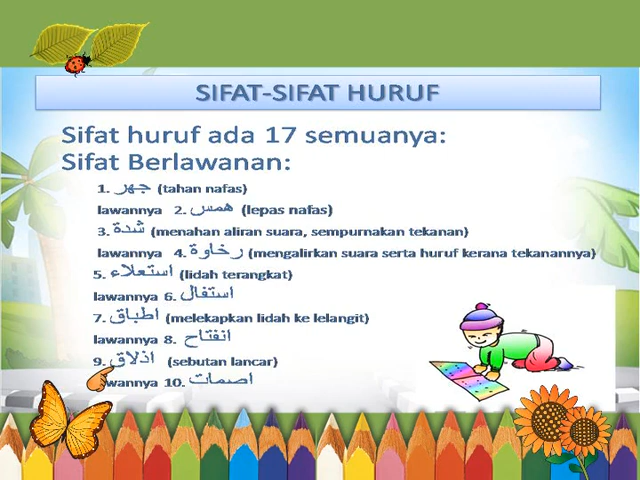 SIFAT-SIFAT HURUF
Sifat huruf ada 17 semuanya:
Sifat Berlawanan:
1. جهر (tahan nafas)
lawannya 2. همس (lepas nafas)
3. شدة (menahan aliran suara, sempurnakan tekanan)
lawannya 4. رخاوة (mengalirkan suara serta huruf kerana tekanannya)
5. استعلاء (lidah terangkat)
lawannya 6. استفال
7. اطباق (melekapkan lidah ke lelangit)
lawannya 8. انفتاح
9. اذلاق (sebutan lancar)
lawannya 10. اصمات